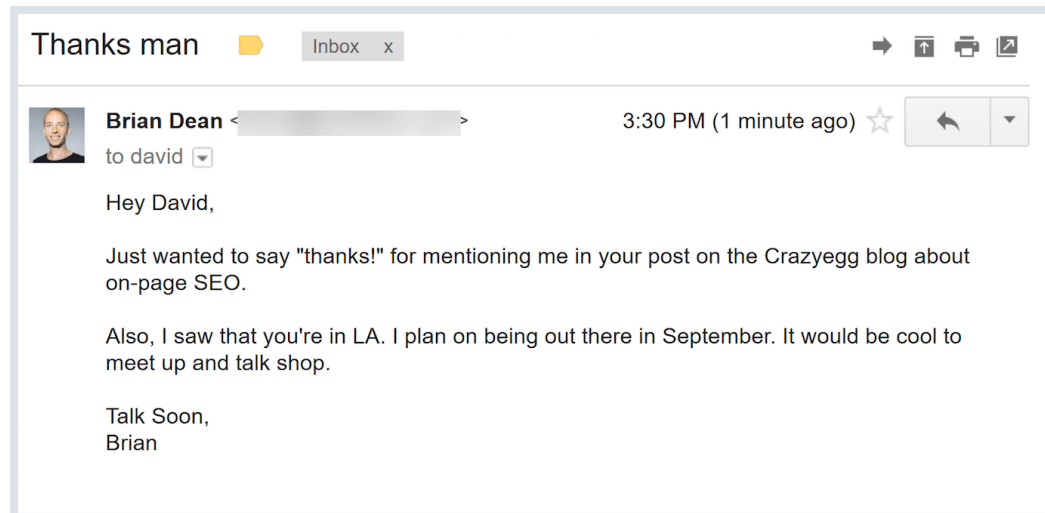 Thanks man
Inbox x
Brian Dean < > 3:30 PM (1 minute ago)
to david
Hey David,
Just wanted to say "thanks!" for mentioning me in your post on the Crazyegg blog about
on-page SEO.
Also, I saw that you're in LA. I plan on being out there in September. It would be cool to
meet up and talk shop.
Talk Soon,
Brian